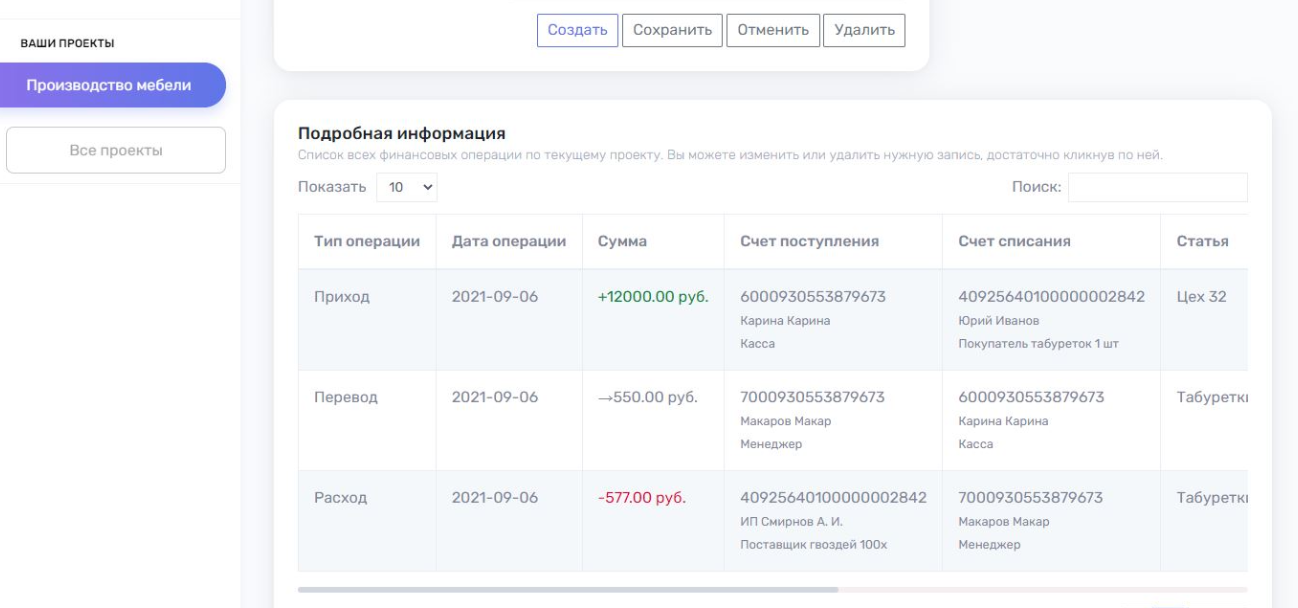 Создать Сохранить Отменить Удалить
ВАШИ ПРОЕКТЫ
Производство мебели
Все проекты
Подробная информация
Список всех финансовых операции по текущему проекту. Вы можете изменить или удалить нужную запись, достаточно кликнув по ней.
Показать 10 Поиск:
Тип операции Дата операции Сумма Счет поступления Счет списания Статья
Приход 2021-09-06 +12000.00 руб. 6000930553879673 40925640100000002842 Цех 32
Карина Карина Юрий Иванов
Касса Покупатель табуреток 1 шт
Перевод 2021-09-06 →550.00 руб. 7000930553879673 6000930553879673 Табуретки
Макаров Макар Карина Карина
Менеджер Касса
Расход 2021-09-06 -577.00 руб. 40925640100000002842 7000930553879673 Табуретки
ИП Смирнов А. И. Макаров Макар
Поставщик гвоздей 100х Менеджер